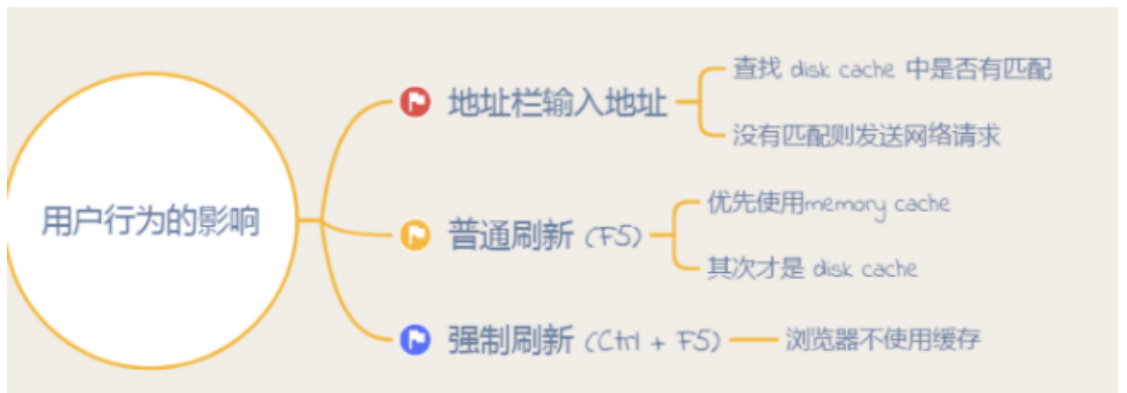 用户行为的影响
地址栏输入地址
查找 disk cache 中是否有匹配
没有匹配则发送网络请求
普通刷新 (F5)
优先使用memory cache
其次才是 disk cache
强制刷新 (Ctrl + F5)
浏览器不使用缓存